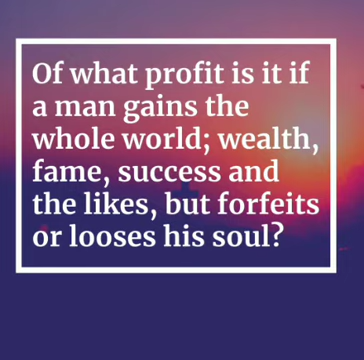 Of what profit is it if
a man gains the
whole world; wealth,
fame, success and
the likes, but forfeits
or looses his soul?